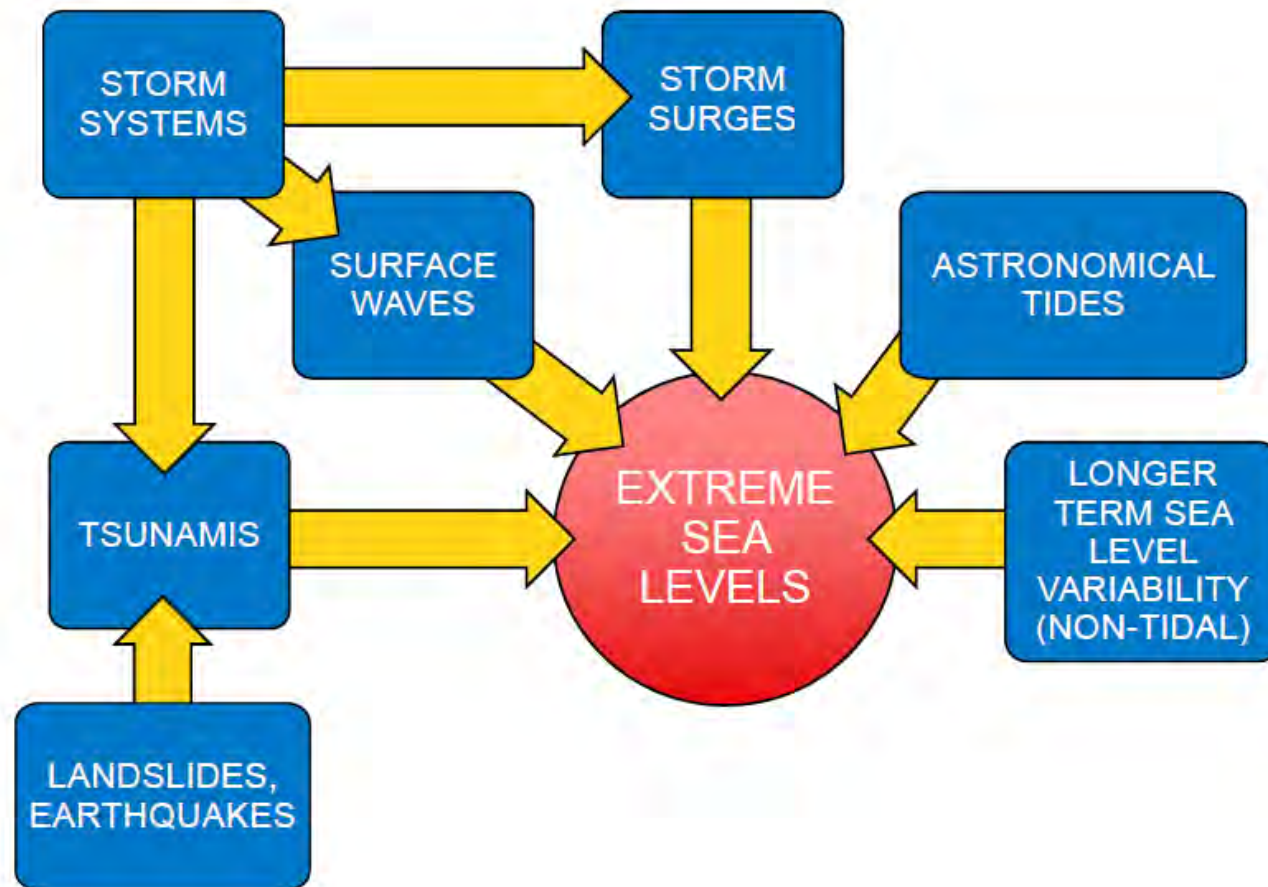 STORM
SYSTEMS
STORM
SURGES
SURFACE
WAVES
ASTRONOMICAL
TIDES
TSUNAMIS
EXTREME
SEA
LEVELS
LONGER
TERM SEA
LEVEL
VARIABILITY
(NON-TIDAL)
LANDSLIDES,
EARTHQUAKES